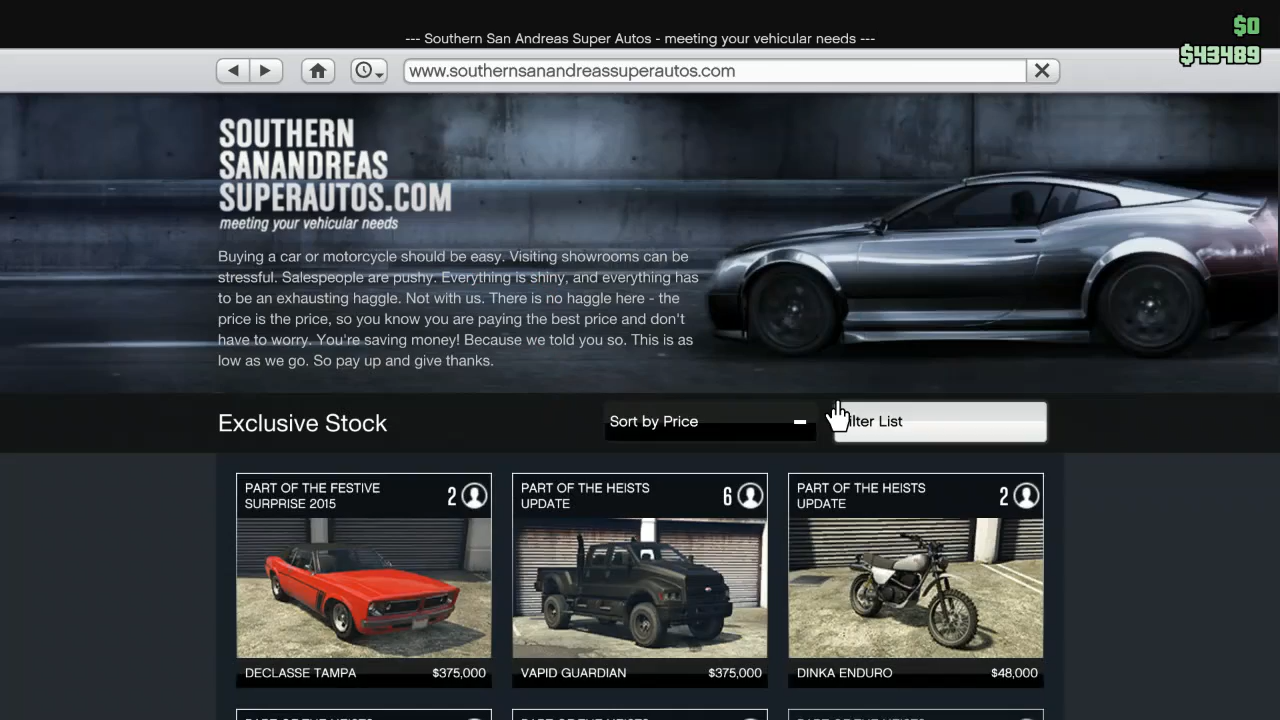 $0
--- Southern San Andreas Super Autos - meeting your vehicular needs ---
$43489
www.southernsanandreassuperautos.com
SOUTHERN
SANANDREAS
SUPERAUTOS.COM
meeting your vehicular needs
Buying a car or motorcycle should be easy. Visiting showrooms can be
stressful. Salespeople are pushy. Everything is shiny, and everything has
to be an exhausting haggle. Not with us. There is no haggle here - the
price is the price, so you know you are paying the best price and don't
have to worry. You're saving money! Because we told you so. This is as
low as we go. So pay up and give thanks.
Exclusive Stock
Sort by Price
Filter List
PART OF THE FESTIVE
SURPRISE 2015
2
DECLASSE TAMPA
$375,000
PART OF THE HEISTS
UPDATE
6
VAPID GUARDIAN
$375,000
PART OF THE HEISTS
UPDATE
2
DINKA ENDURO
$48,000